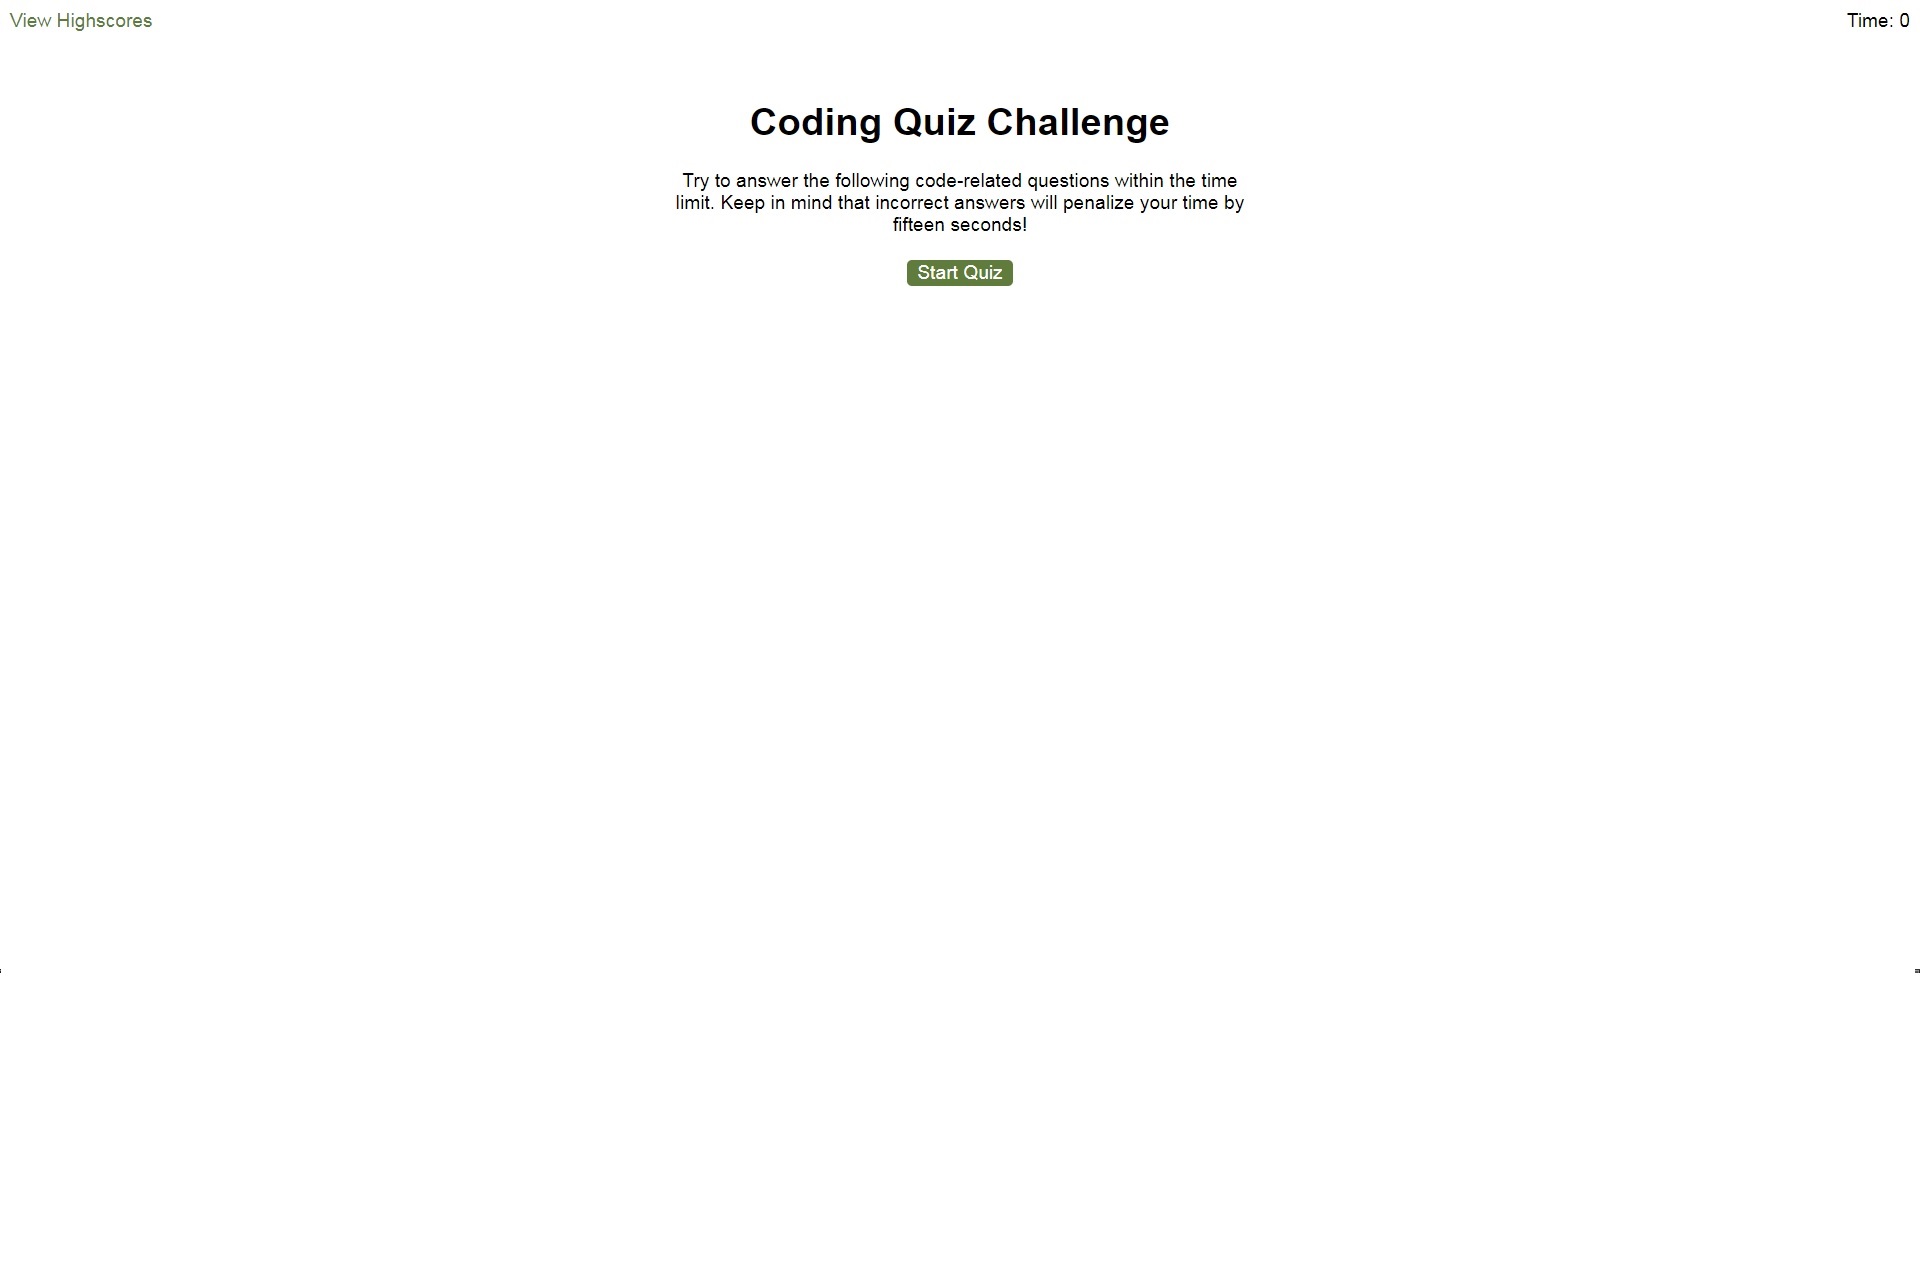 View Highscores
Time: 0
Coding Quiz Challenge
Try to answer the following code-related questions within the time
limit. Keep in mind that incorrect answers will penalize your time by
fifteen seconds!
Start Quiz